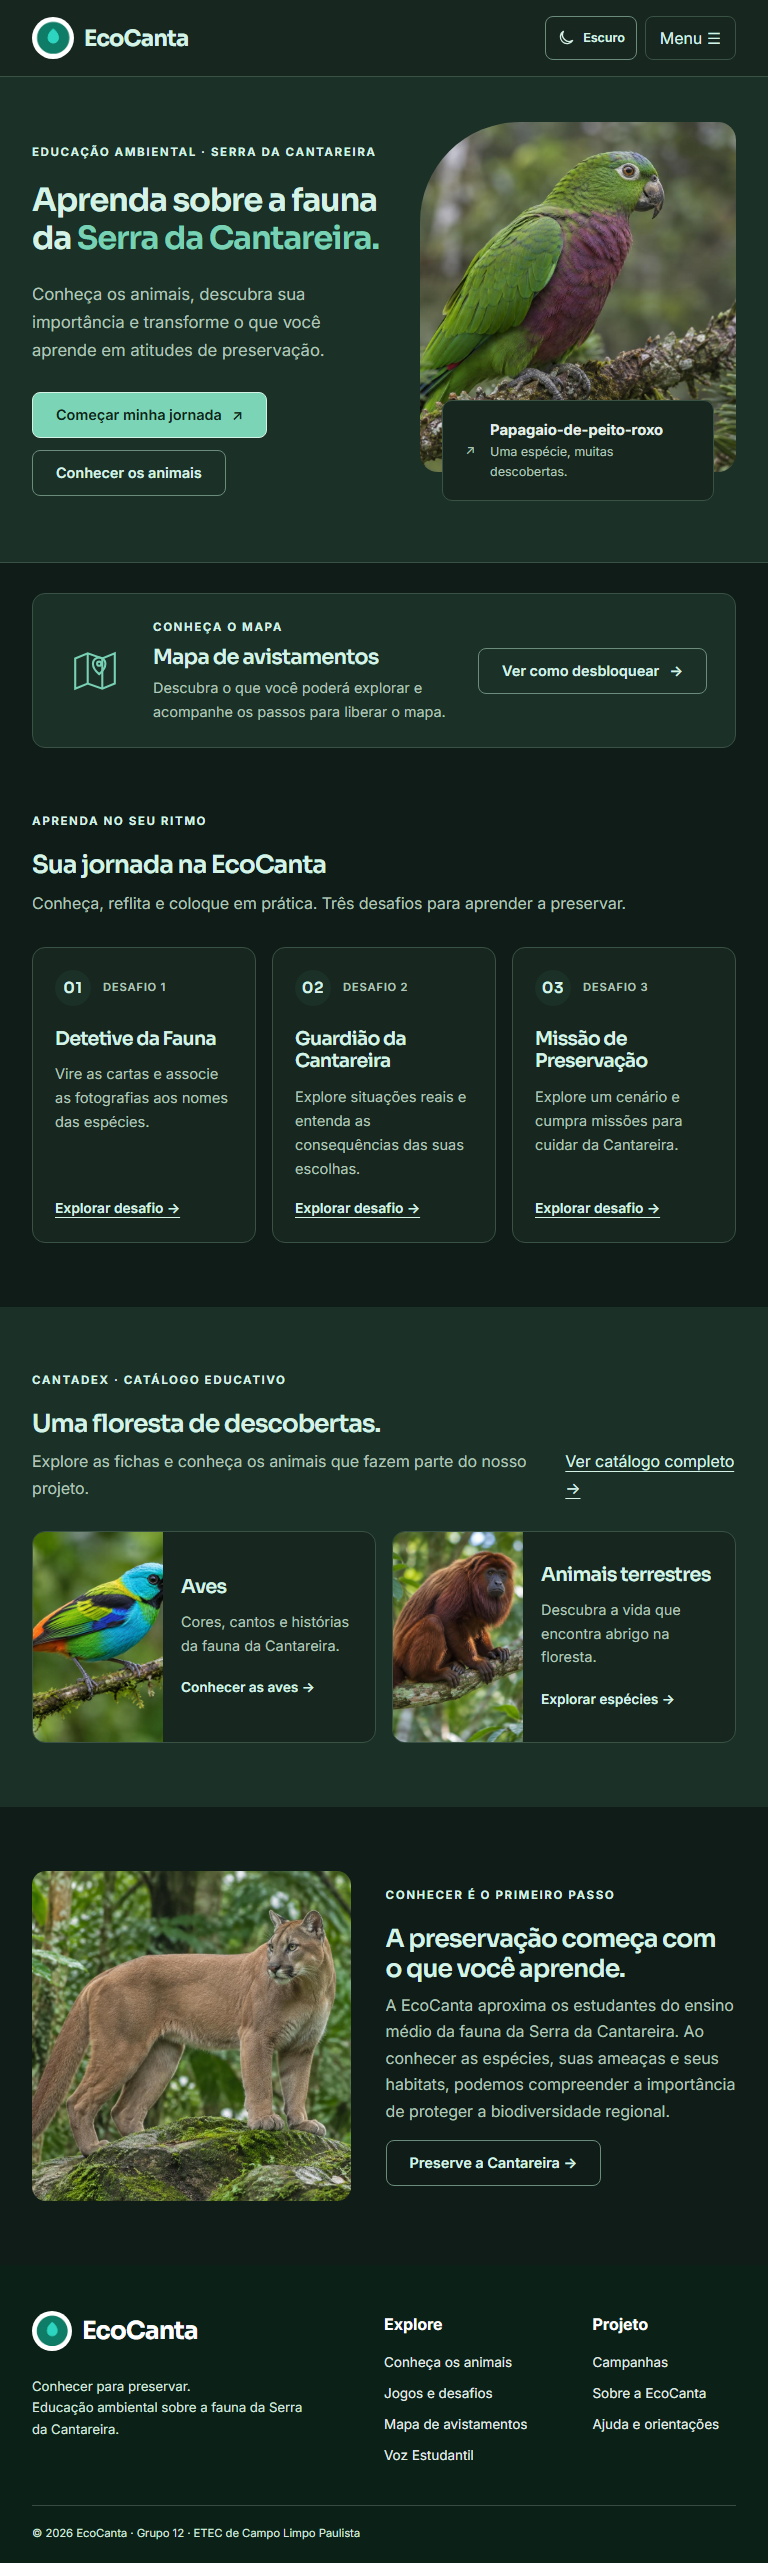 EcoCanta
Escuro
Menu ☰
EDUCAÇÃO AMBIENTAL · SERRA DA CANTAREIRA
Aprenda sobre a fauna
da Serra da Cantareira.
Conheça os animais, descubra sua
importância e transforme o que você
aprende em atitudes de preservação.
Começar minha jornada ↗
Conhecer os animais
↗
Papagaio-de-peito-roxo
Uma espécie, muitas
descobertas.
CONHEÇA O MAPA
Mapa de avistamentos
Descubra o que você poderá explorar e
acompanhe os passos para liberar o mapa.
Ver como desbloquear →
APRENDA NO SEU RITMO
Sua jornada na EcoCanta
Conheça, reflita e coloque em prática. Três desafios para aprender a preservar.
01 DESAFIO 1
Detetive da Fauna
Vire as cartas e associe
as fotografias aos nomes
das espécies.
Explorar desafio →
02 DESAFIO 2
Guardião da
Cantareira
Explore situações reais e
entenda as
consequências das suas
escolhas.
Explorar desafio →
03 DESAFIO 3
Missão de
Preservação
Explore um cenário e
cumpra missões para
cuidar da Cantareira.
Explorar desafio →
CANTADEX · CATÁLOGO EDUCATIVO
Uma floresta de descobertas.
Explore as fichas e conheça os animais que fazem parte do nosso
projeto.
Ver catálogo completo
→
Aves
Cores, cantos e histórias
da fauna da Cantareira.
Conhecer as aves →
Animais terrestres
Descubra a vida que
encontra abrigo na
floresta.
Explorar espécies →
CONHECER É O PRIMEIRO PASSO
A preservação começa com
o que você aprende.
A EcoCanta aproxima os estudantes do ensino
médio da fauna da Serra da Cantareira. Ao
conhecer as espécies, suas ameaças e seus
habitats, podemos compreender a importância
de proteger a biodiversidade regional.
Preserve a Cantareira →
EcoCanta
Conhecer para preservar.
Educação ambiental sobre a fauna da Serra
da Cantareira.
Explore
Conheça os animais
Jogos e desafios
Mapa de avistamentos
Voz Estudantil
Projeto
Campanhas
Sobre a EcoCanta
Ajuda e orientações
© 2026 EcoCanta · Grupo 12 · ETEC de Campo Limpo Paulista